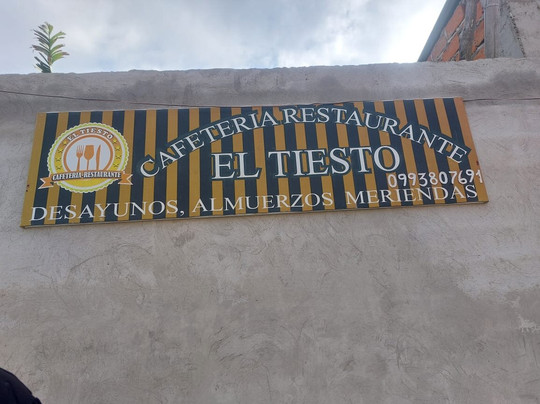 EL TIESTO
CAFETERIA-RESTAURANTE
CAFETERIA RESTAURANTE
EL TIESTO
0993807691
DESAYUNOS, ALMUERZOS MERIENDAS